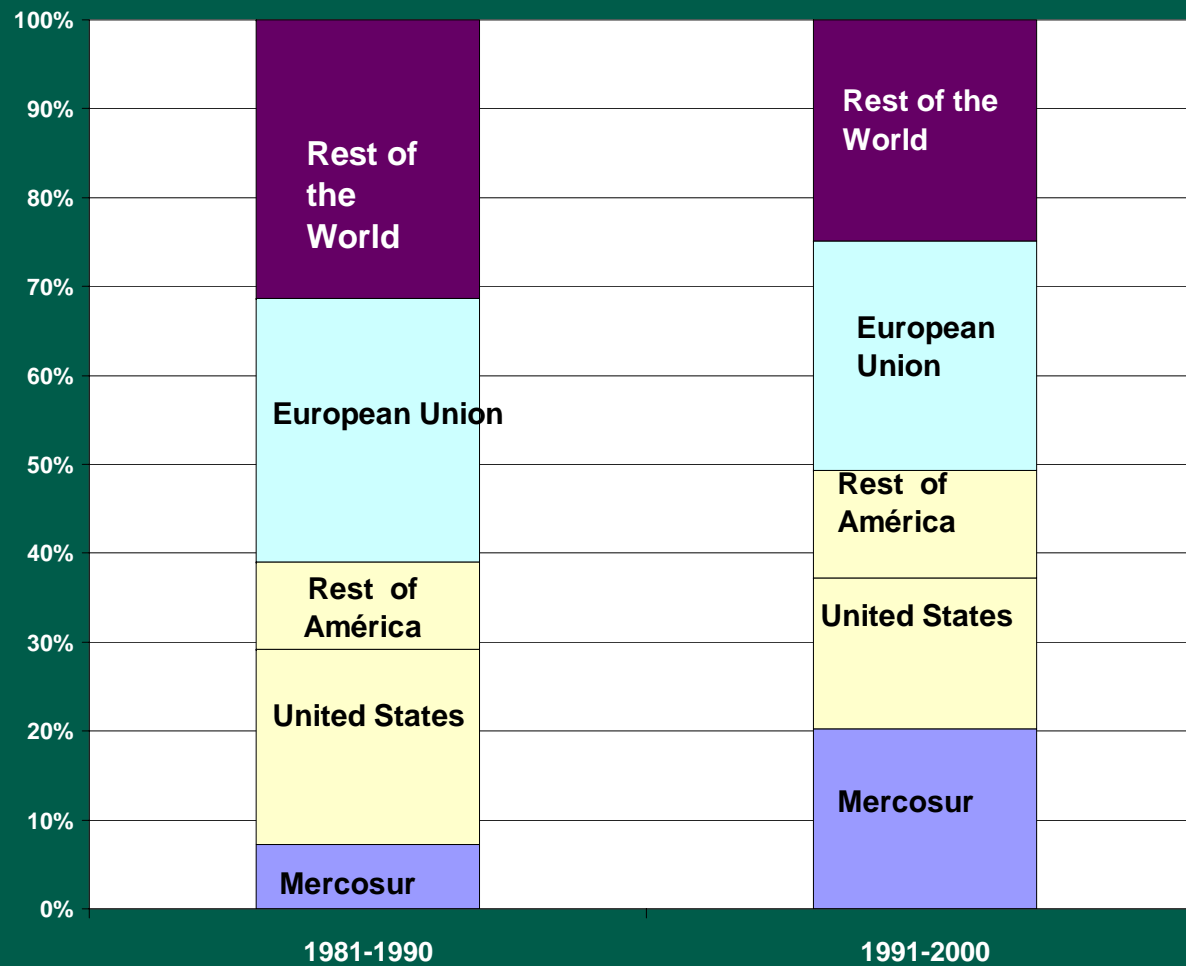 100%
90%
80%
70%
60%
50%
40%
30%
20%
10%
0%
Rest of
the
World
European Union
Rest of
América
United States
Mercosur
Rest of the
World
European
Union
Rest of
América
United States
Mercosur
1981-1990
1991-2000